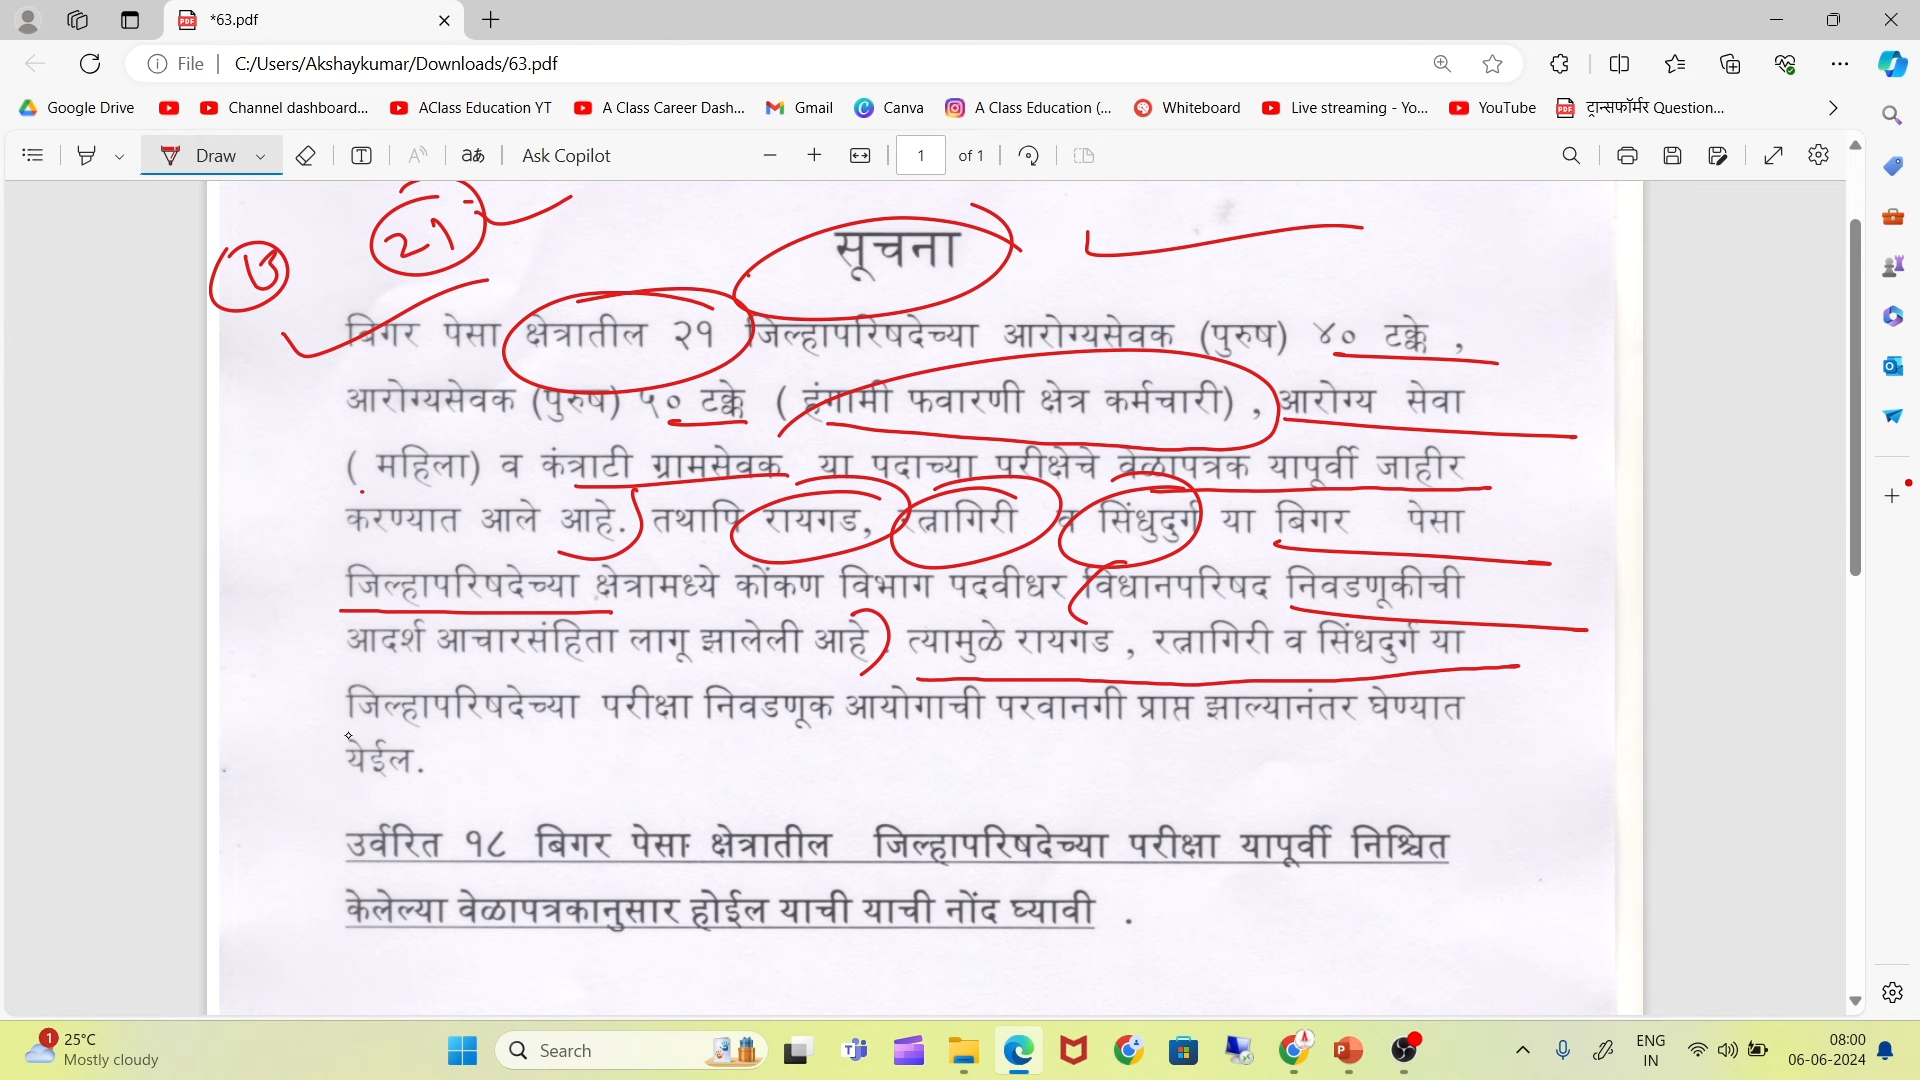 *63.pdf
File C:/Users/Akshaykumar/Downloads/63.pdf
Google Drive Channel dashboard... AClass Education YT A Class Career Dash... Gmail Canva A Class Education (... Whiteboard Live streaming - Yo... YouTube ट्रान्सफॉर्मर Question...
Draw Ask Copilot 1 of 1
21
13
सूचना
बिगर पेसा क्षेत्रातील २१ जिल्हापरिषदेच्या आरोग्यसेवक (पुरुष) ४० टक्के ,
आरोग्यसेवक (पुरुष) ५० टक्के ( हंगामी फवारणी क्षेत्र कर्मचारी) , आरोग्य सेवा
( महिला) व कंत्राटी ग्रामसेवक या पदाच्या परीक्षेचे वेळापत्रक यापूर्वी जाहीर
करण्यात आले आहे. तथापि रायगड, रत्नागिरी व सिंधुदुर्ग या बिगर पेसा
जिल्हापरिषदेच्या क्षेत्रामध्ये कोंकण विभाग पदवीधर विधानपरिषद निवडणूकीची
आदर्श आचारसंहिता लागू झालेली आहे. त्यामुळे रायगड , रत्नागिरी व सिंधदुर्ग या
जिल्हापरिषदेच्या परीक्षा निवडणूक आयोगाची परवानगी प्राप्त झाल्यानंतर घेण्यात
येईल.
उर्वरित १८ बिगर पेसा क्षेत्रातील जिल्हापरिषदेच्या परीक्षा यापूर्वी निश्चित
केलेल्या वेळापत्रकानुसार होईल याची याची नोंद घ्यावी .
1 25°C
Mostly cloudy
Search
ENG
IN
08:00
06-06-2024